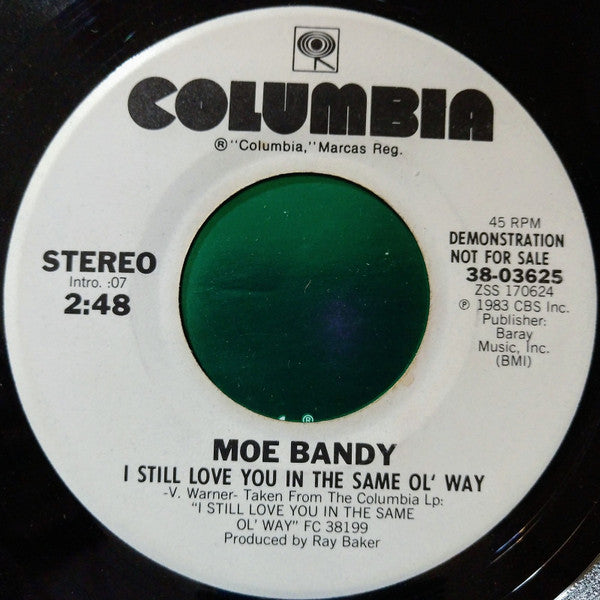 COLUMBIA
® "Columbia," Marcas Reg.
STEREO
Intro. :07
2:48
45 RPM
DEMONSTRATION
NOT FOR SALE
38-03625
ZSS 170624
℗ 1983 CBS Inc.
Publisher:
Baray
Music, Inc.
(BMI)
®
MOE BANDY
I STILL LOVE YOU IN THE SAME OL' WAY
-V. Warner- Taken From The Columbia Lp:
"I STILL LOVE YOU IN THE SAME
OL' WAY" FC 38199
Produced by Ray Baker